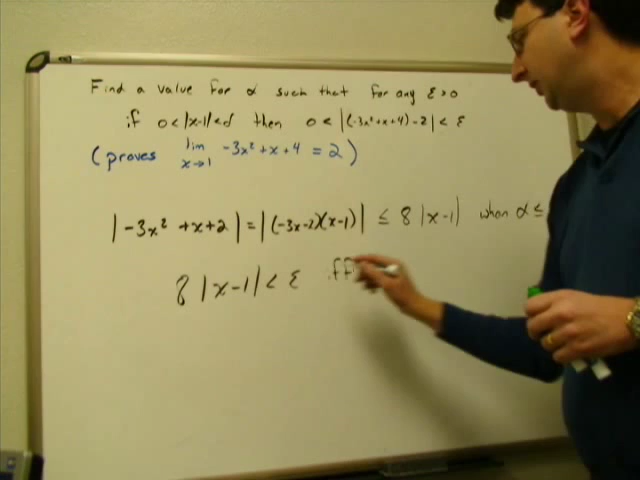 Find a value for α such that for any ε > 0
if 0 < |x-1| < d then 0 < |(-3x² + x + 4) - 2| < ε
(proves lim x→1 -3x² + x + 4 = 2)
|-3x² + x + 2| = |(-3x-2)(x-1)| ≤ 8 |x-1| when α ≤
8 |x-1| < ε iff